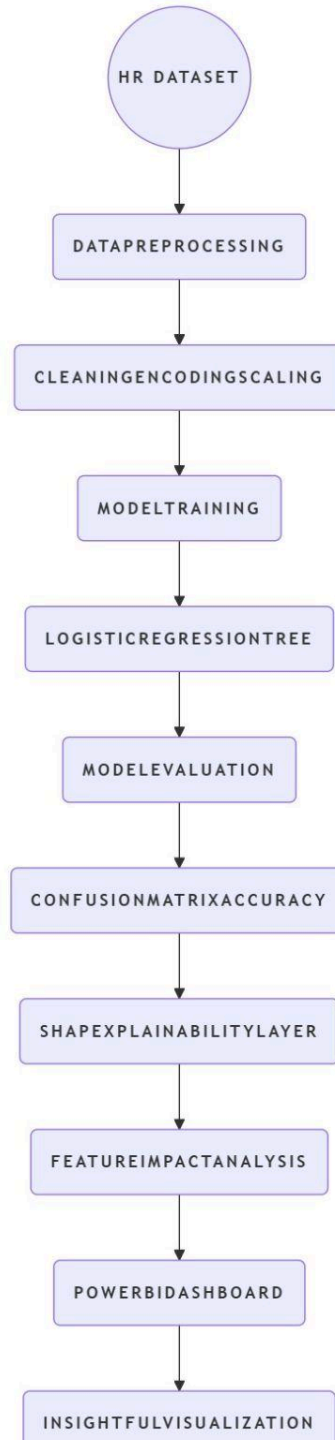 HR DATASET
DATAPREPROCESSING
CLEANINGENCODINGSCALING
MODELTRAINING
LOGISTICREGRESSIONTREE
MODELEVALUATION
CONFUSIONMATRIXACCURACY
SHAPEXPLAINABILITYLAYER
FEATUREIMPACTANALYSIS
POWERBIDASHBOARD
INSIGHTFULVISUALIZATION